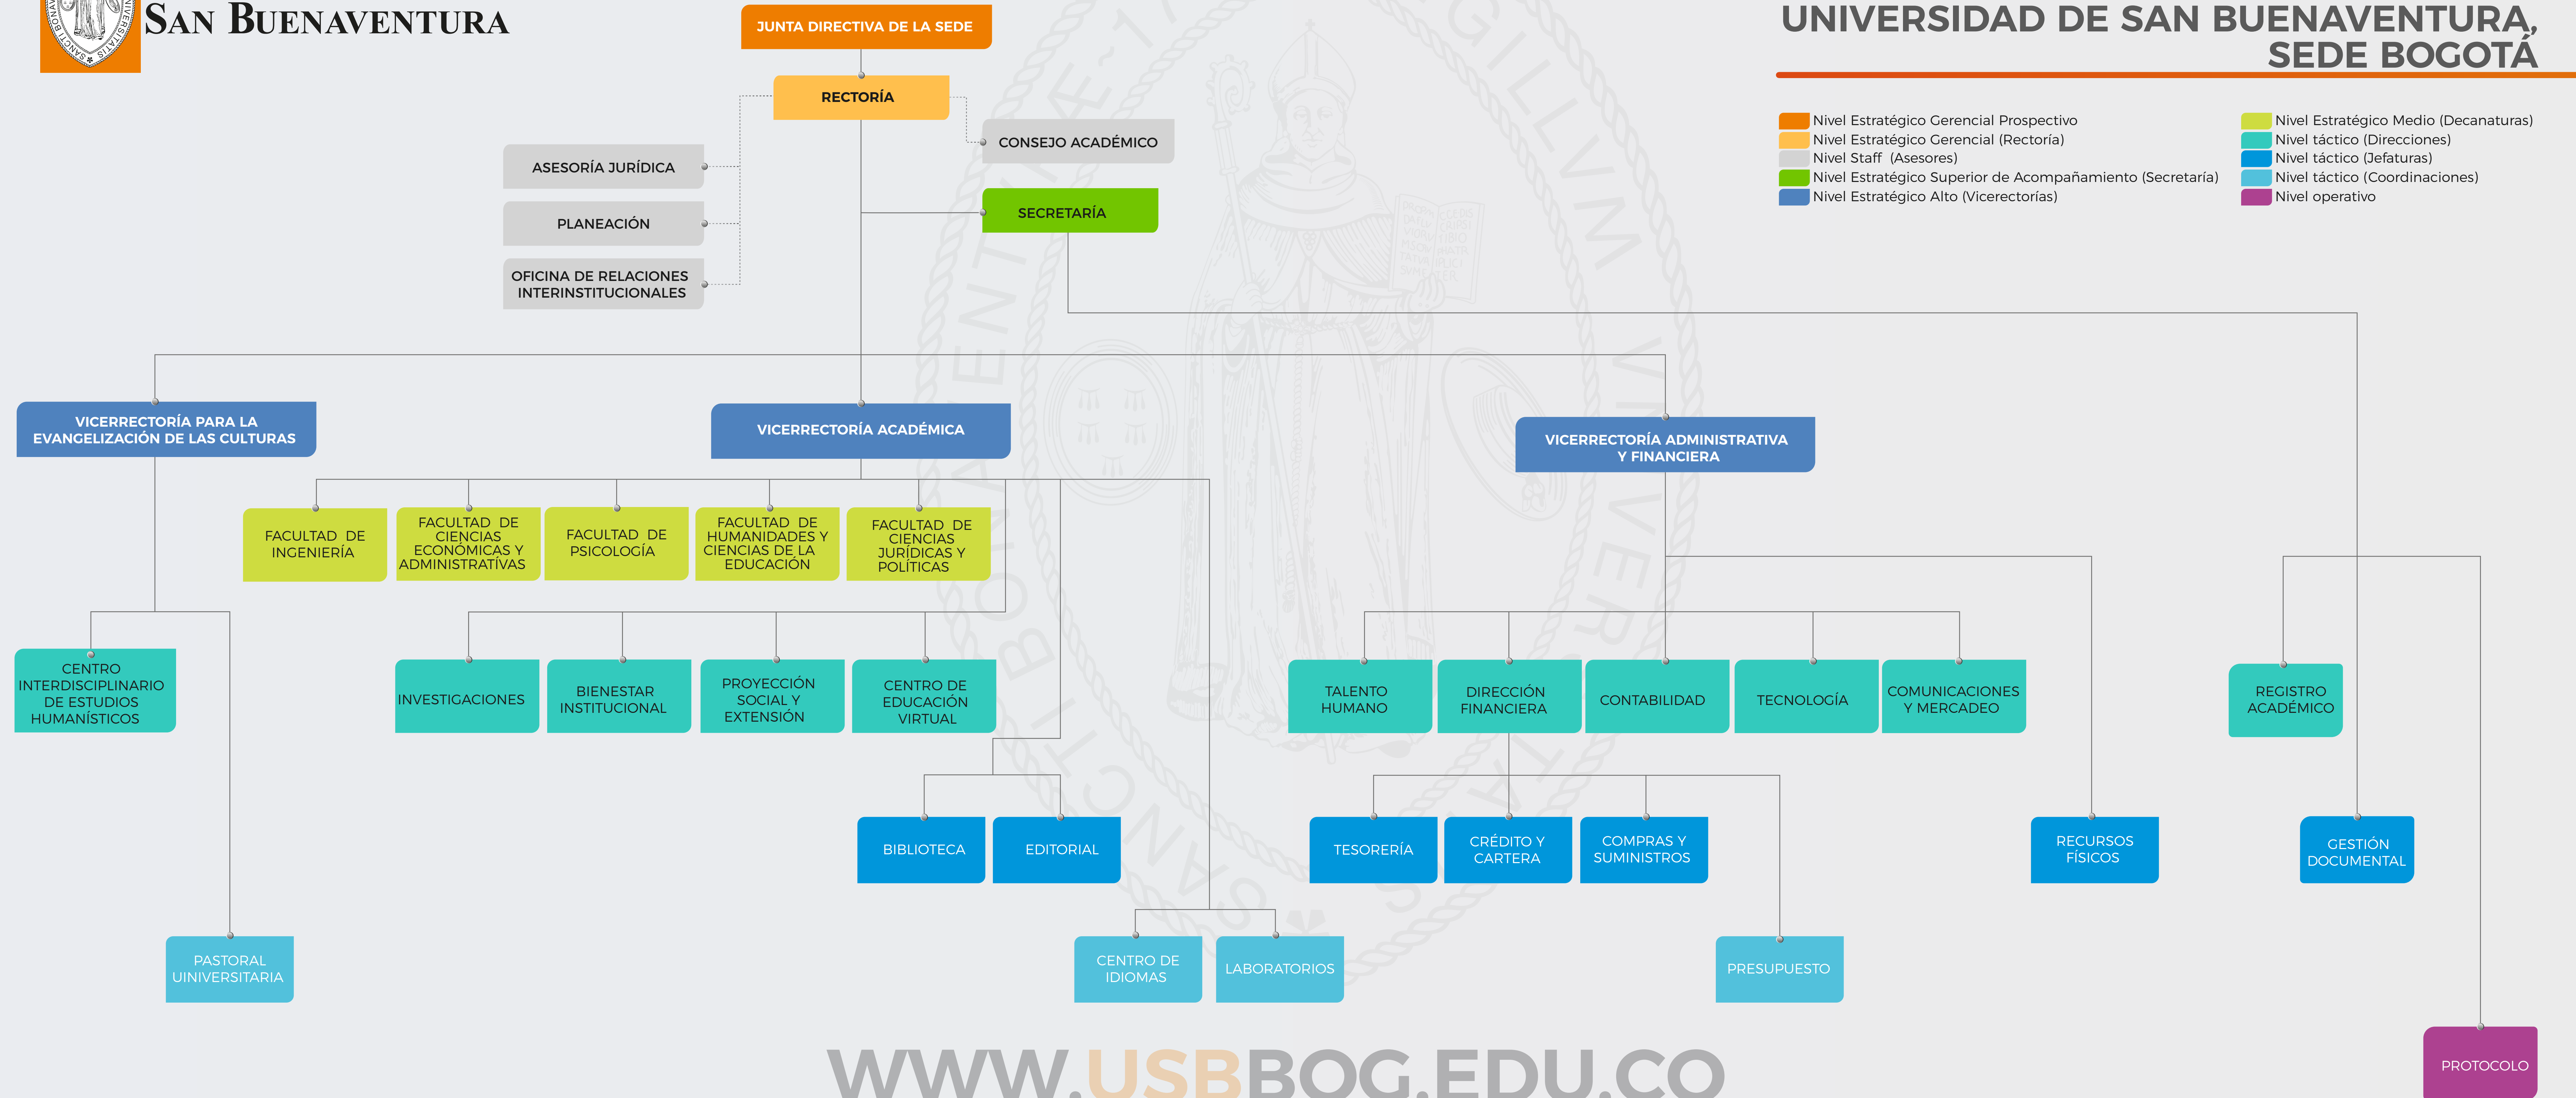 SAN BUENAVENTURA
UNIVERSIDAD DE SAN BUENAVENTURA,
SEDE BOGOTÁ
JUNTA DIRECTIVA DE LA SEDE
RECTORÍA
CONSEJO ACADÉMICO
ASESORÍA JURÍDICA
PLANEACIÓN
OFICINA DE RELACIONES
INTERINSTITUCIONALES
SECRETARÍA
Nivel Estratégico Gerencial Prospectivo
Nivel Estratégico Gerencial (Rectoría)
Nivel Staff (Asesores)
Nivel Estratégico Superior de Acompañamiento (Secretaría)
Nivel Estratégico Alto (Vicerectorías)
Nivel Estratégico Medio (Decanaturas)
Nivel táctico (Direcciones)
Nivel táctico (Jefaturas)
Nivel táctico (Coordinaciones)
Nivel operativo
VICERRECTORÍA PARA LA
EVANGELIZACIÓN DE LAS CULTURAS
VICERRECTORÍA ACADÉMICA
VICERRECTORÍA ADMINISTRATIVA
Y FINANCIERA
FACULTAD DE
INGENIERÍA
FACULTAD DE
CIENCIAS
ECONÓMICAS Y
ADMINISTRATÍVAS
FACULTAD DE
PSICOLOGÍA
FACULTAD DE
HUMANIDADES Y
CIENCIAS DE LA
EDUCACIÓN
FACULTAD DE
CIENCIAS
JURÍDICAS Y
POLÍTICAS
CENTRO
INTERDISCIPLINARIO
DE ESTUDIOS
HUMANÍSTICOS
INVESTIGACIONES
BIENESTAR
INSTITUCIONAL
PROYECCIÓN
SOCIAL Y
EXTENSIÓN
CENTRO DE
EDUCACIÓN
VIRTUAL
TALENTO
HUMANO
DIRECCIÓN
FINANCIERA
CONTABILIDAD
TECNOLOGÍA
COMUNICACIONES
Y MERCADEO
REGISTRO
ACADÉMICO
BIBLIOTECA
EDITORIAL
TESORERÍA
CRÉDITO Y
CARTERA
COMPRAS Y
SUMINISTROS
RECURSOS
FÍSICOS
GESTIÓN
DOCUMENTAL
PASTORAL
UINIVERSITARIA
CENTRO DE
IDIOMAS
LABORATORIOS
PRESUPUESTO
PROTOCOLO
WWW.USBBOG.EDU.CO